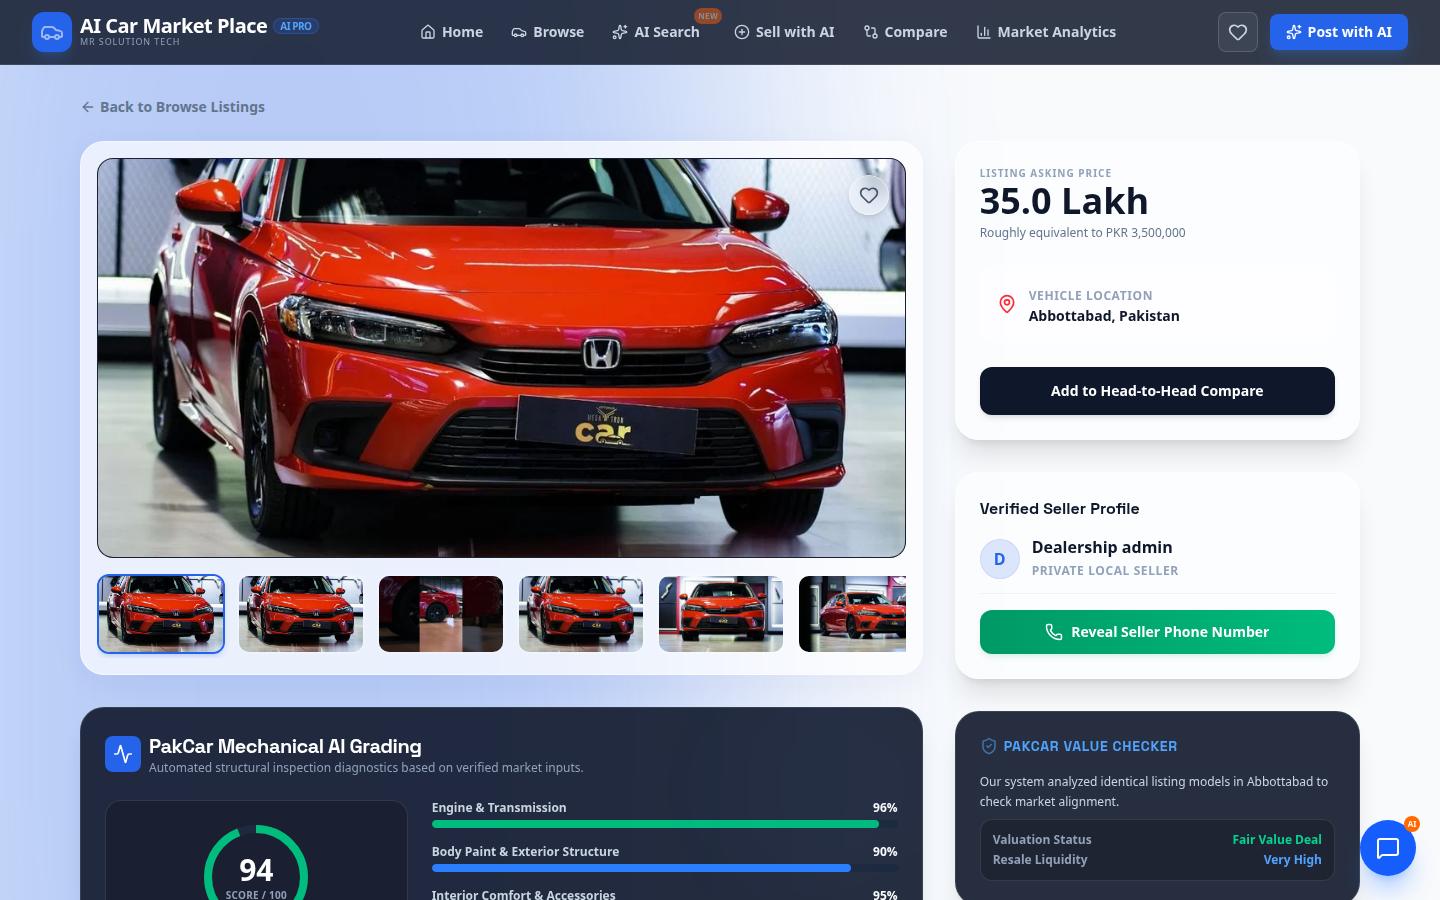 AI Car Market Place
AI PRO
MR SOLUTION TECH
Home
Browse
AI Search
NEW
Sell with AI
Compare
Market Analytics
Post with AI
Back to Browse Listings
car
LISTING ASKING PRICE
35.0 Lakh
Roughly equivalent to PKR 3,500,000
VEHICLE LOCATION
Abbottabad, Pakistan
Add to Head-to-Head Compare
Verified Seller Profile
D
Dealership admin
PRIVATE LOCAL SELLER
Reveal Seller Phone Number
PakCar Mechanical AI Grading
Automated structural inspection diagnostics based on verified market inputs.
94
SCORE / 100
Engine & Transmission
96%
Body Paint & Exterior Structure
90%
Interior Comfort & Accessories
95%
PAKCAR VALUE CHECKER
Our system analyzed identical listing models in Abbottabad to
check market alignment.
Valuation Status
Fair Value Deal
Resale Liquidity
Very High
AI